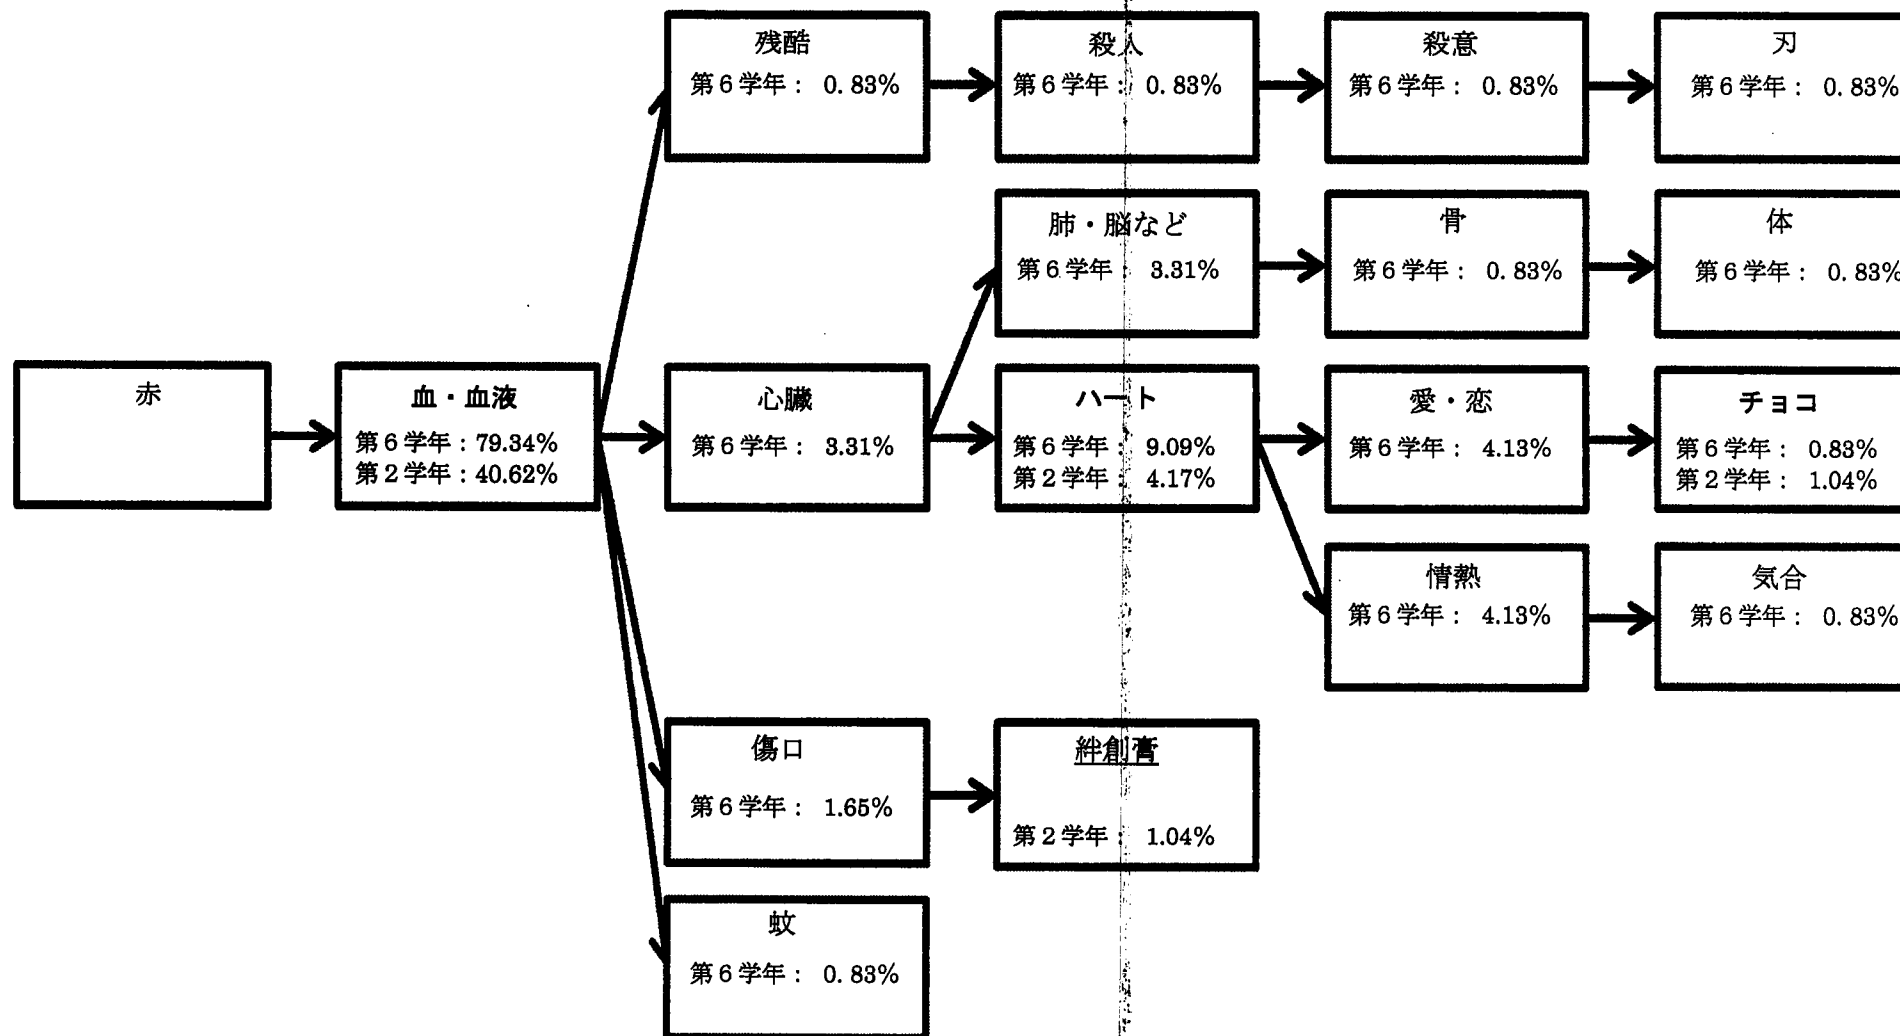 残酷
第6学年： 0.83%
殺人
第6学年： 0.83%
殺意
第6学年： 0.83%
刃
第6学年： 0.83%
肺・脳など
第6学年： 3.31%
骨
第6学年： 0.83%
体
第6学年： 0.83%
赤
血・血液
第6学年：79.34%
第2学年：40.62%
心臓
第6学年： 3.31%
ハート
第6学年： 9.09%
第2学年： 4.17%
愛・恋
第6学年： 4.13%
チョコ
第6学年： 0.83%
第2学年： 1.04%
情熱
第6学年： 4.13%
気合
第6学年： 0.83%
傷口
第6学年： 1.65%
絆創膏
第2学年： 1.04%
蚊
第6学年： 0.83%